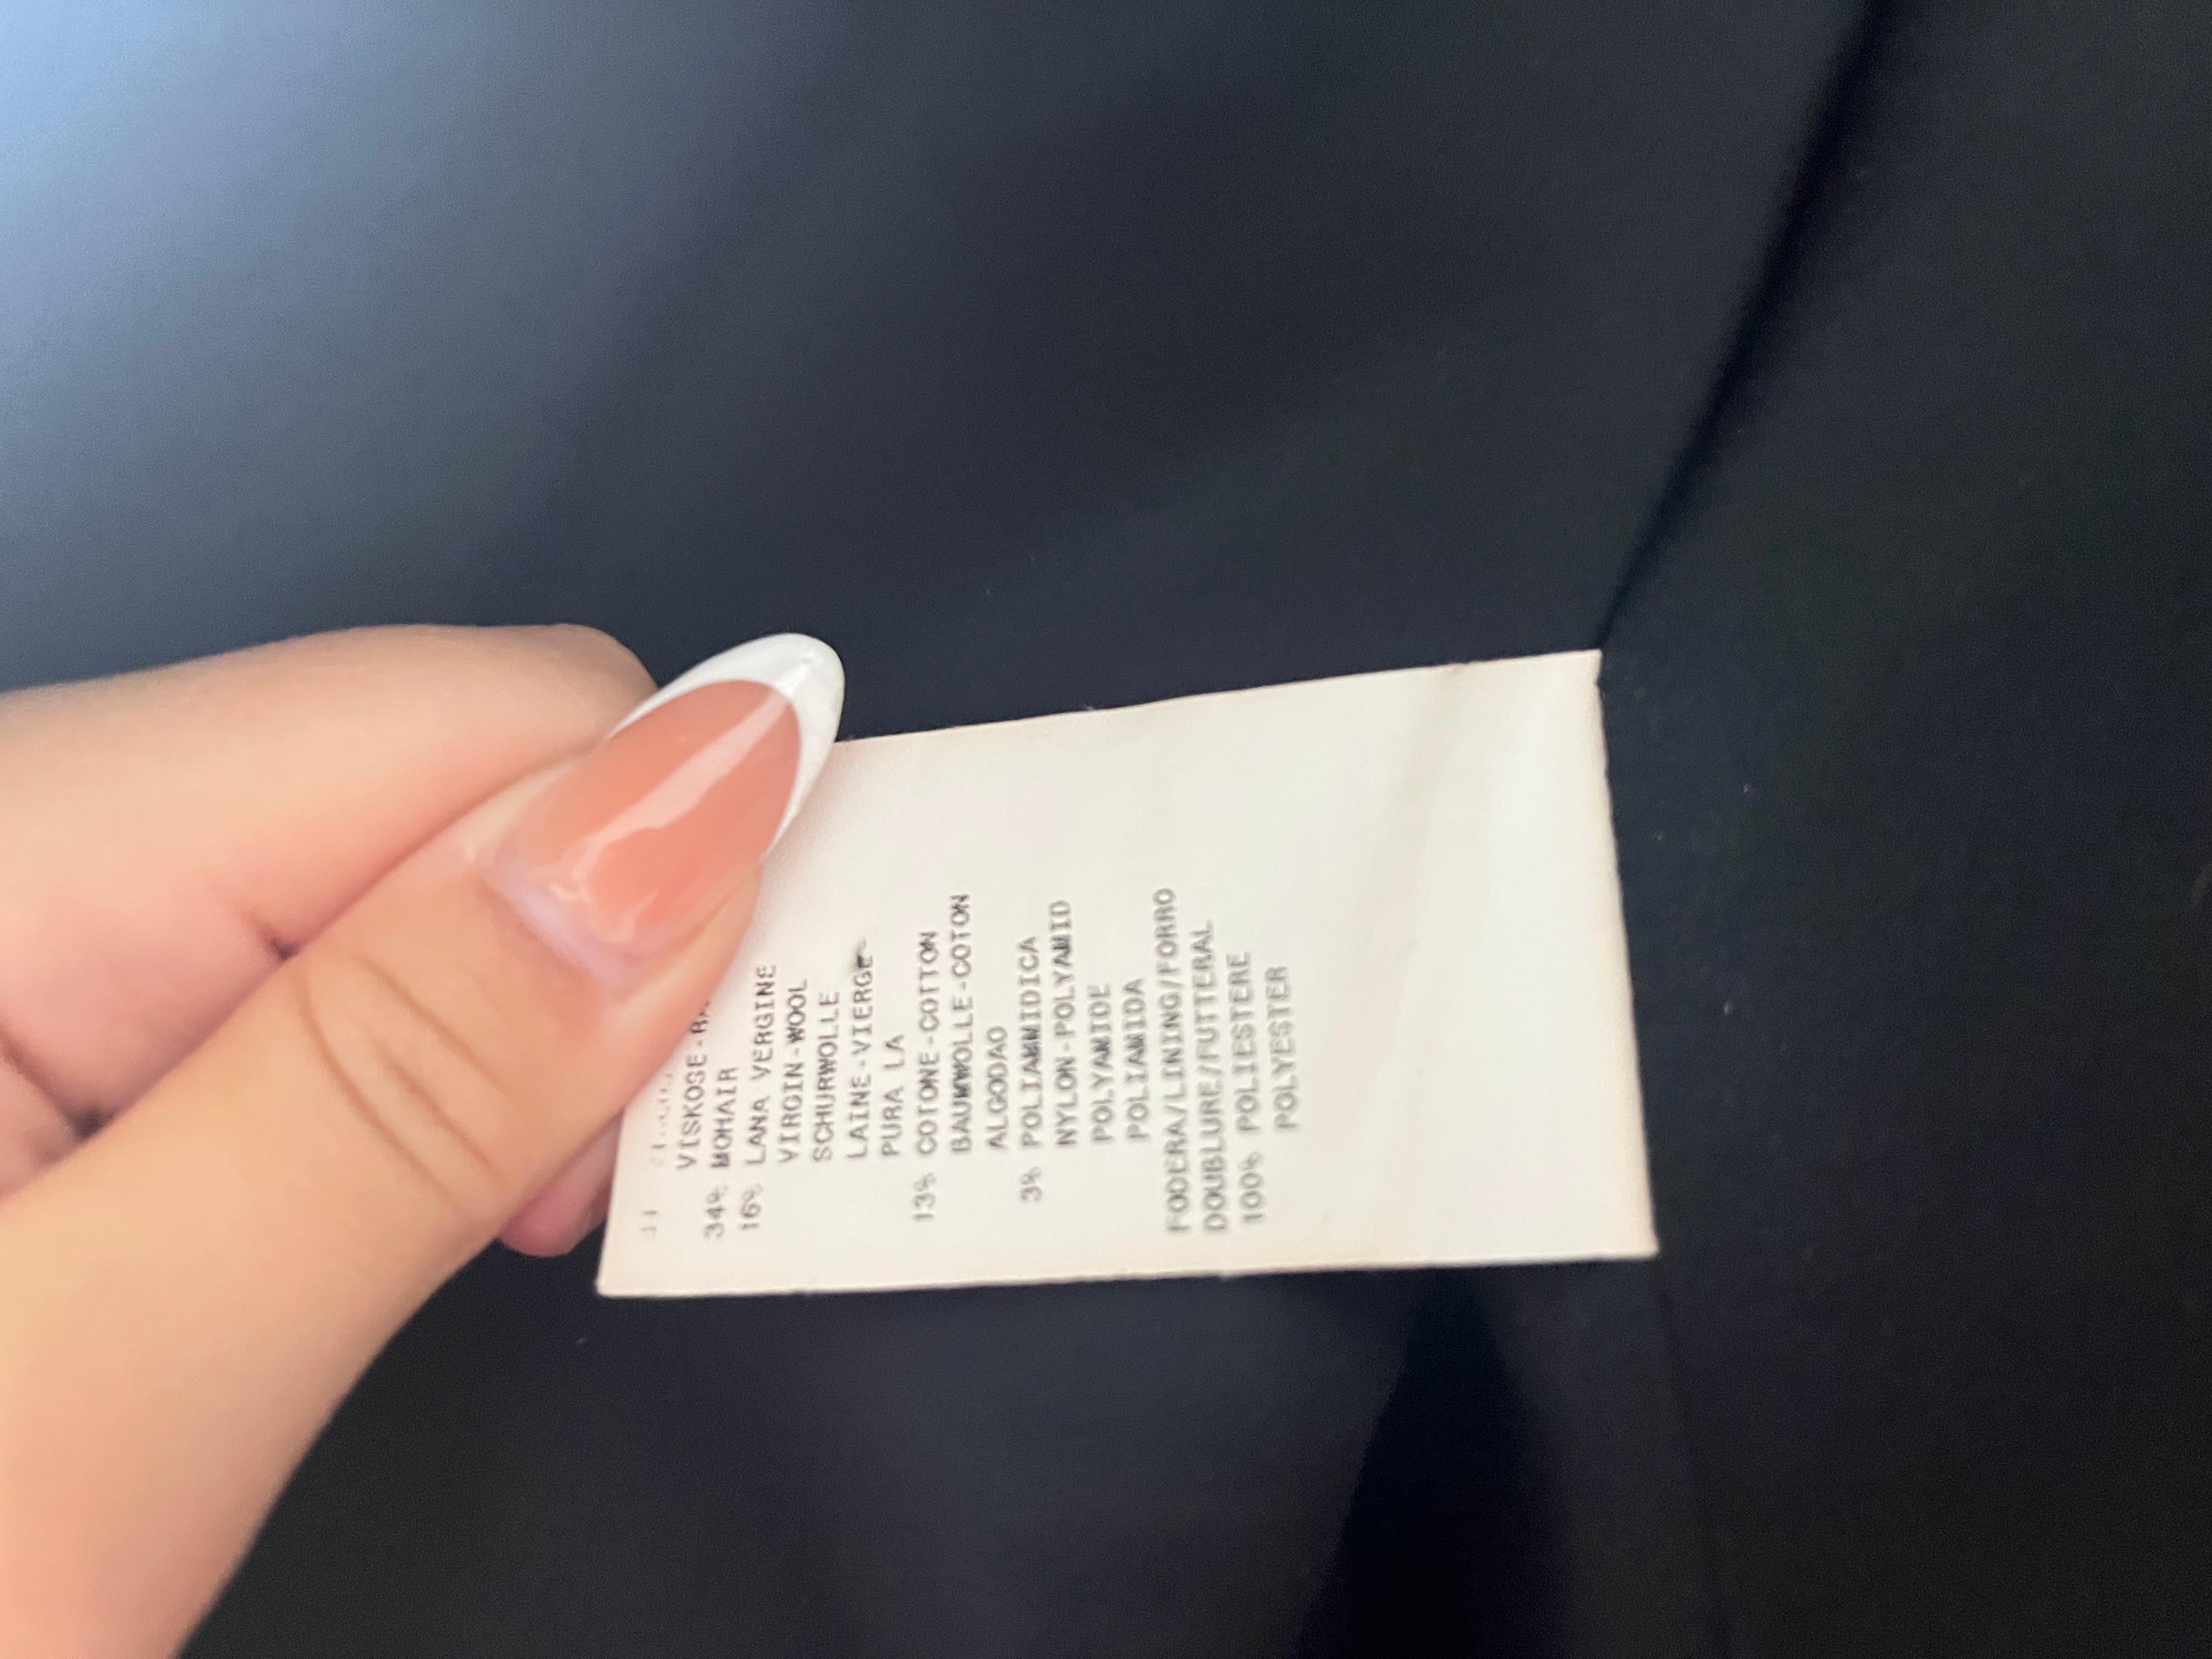 VISKOSE-
34% MOHAIR
16% LANA VERGINE
VIRGIN-WOOL
SCHURWOLLE
LAINE-VIERGE
PURA LA
13% COTONE-COTTON
BAUMWOLLE-COTON
ALGODAO
3% POLIAMMIDICA
NYLON-POLYAMID
POLYAMIDE
POLIAMIDA
FODERA/LINING/FORRO
DOUBLURE/FUTTERAL
100% POLIESTERE
POLYESTER